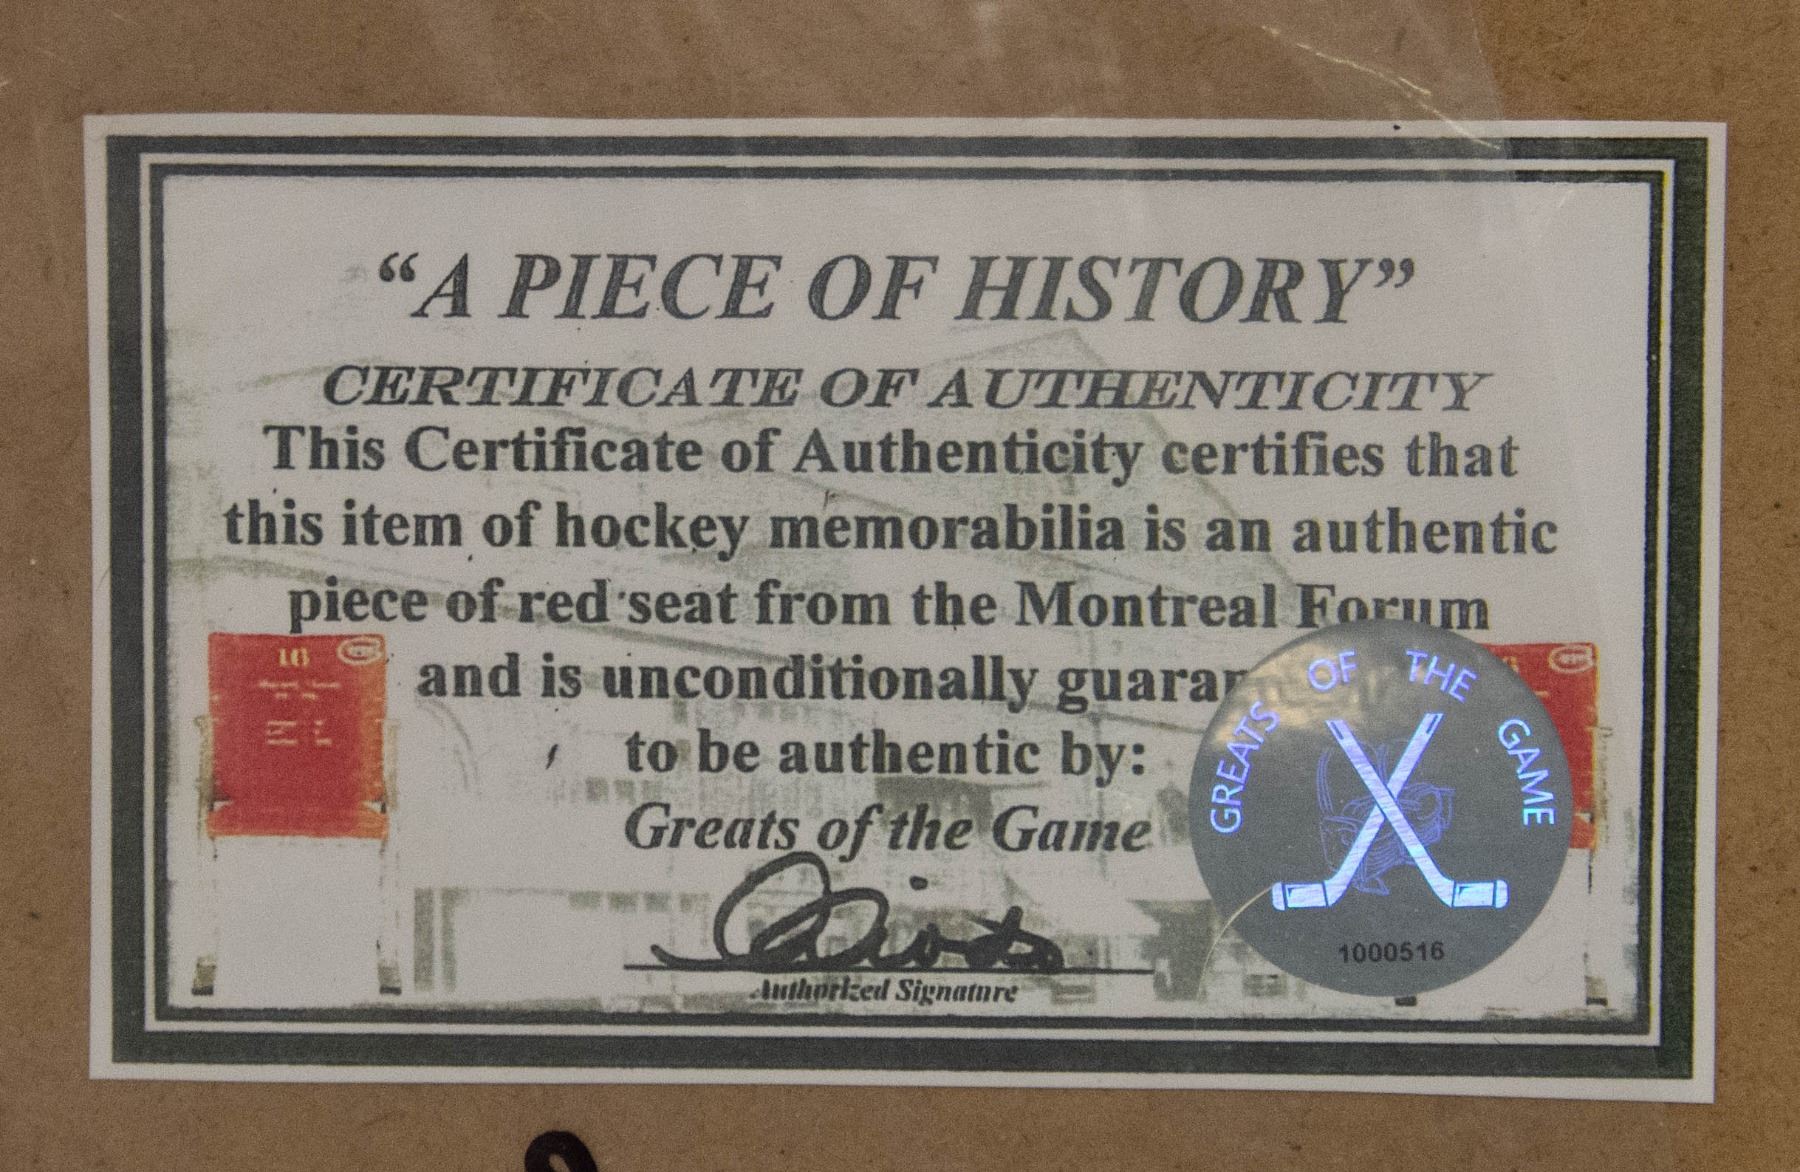 “A PIECE OF HISTORY”
CERTIFICATE OF AUTHENTICITY
This Certificate of Authenticity certifies that
this item of hockey memorabilia is an authentic
piece of red seat from the Montreal Forum
and is unconditionally guarar
to be authentic by:
Greats of the Game
Authorized Signature
16
GREATS OF THE GAME
1000516